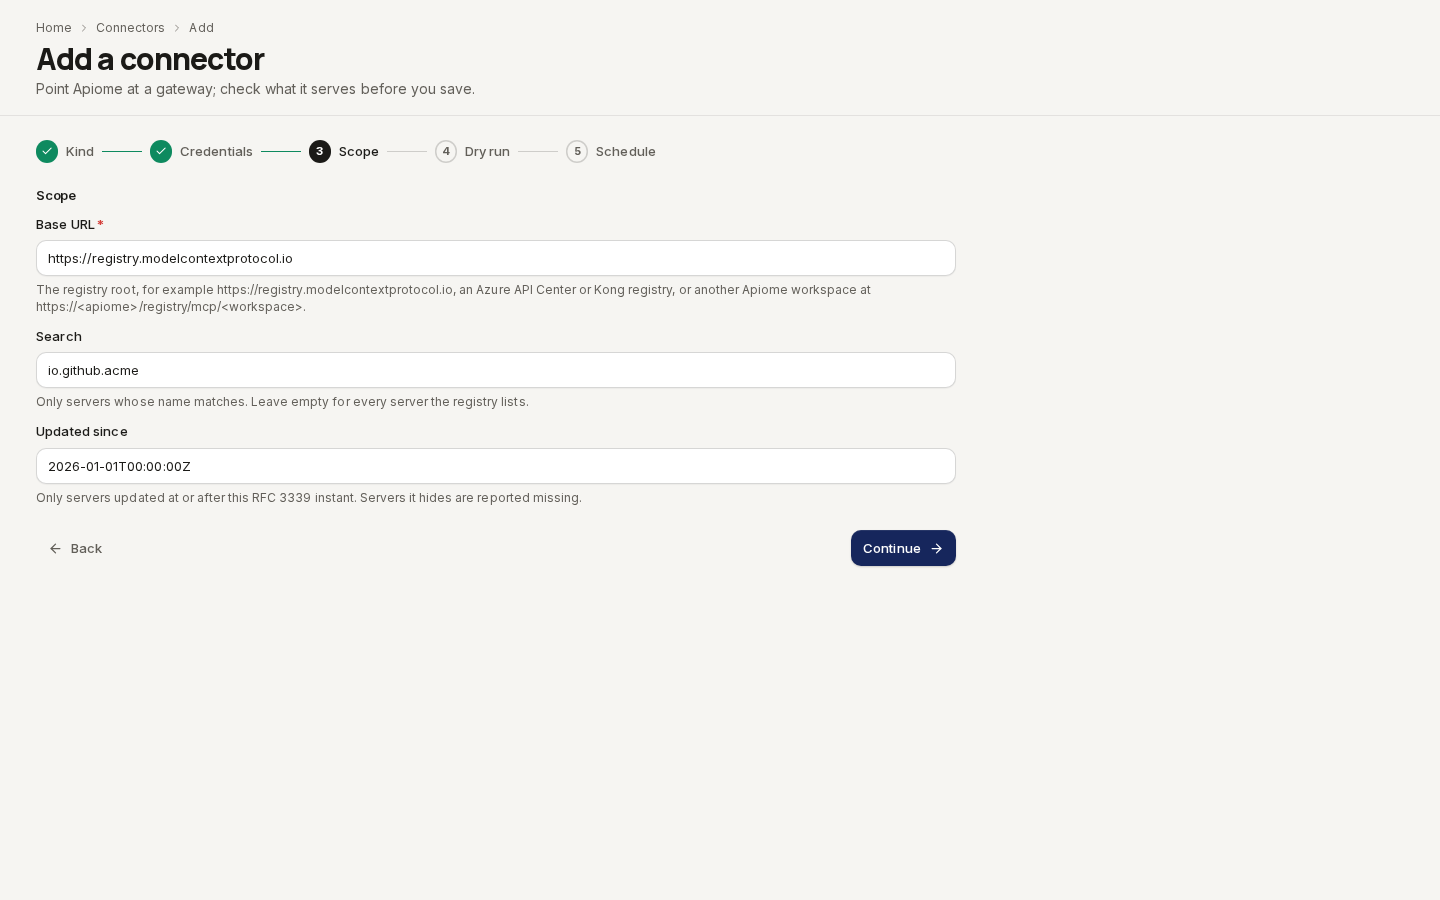 Home > Connectors > Add
Add a connector
Point Apiome at a gateway; check what it serves before you save.
Kind Credentials 3 Scope 4 Dry run 5 Schedule
Scope
Base URL *
https://registry.modelcontextprotocol.io
The registry root, for example https://registry.modelcontextprotocol.io, an Azure API Center or Kong registry, or another Apiome workspace at
https://<apiome>/registry/mcp/<workspace>.
Search
io.github.acme
Only servers whose name matches. Leave empty for every server the registry lists.
Updated since
2026-01-01T00:00:00Z
Only servers updated at or after this RFC 3339 instant. Servers it hides are reported missing.
← Back Continue →